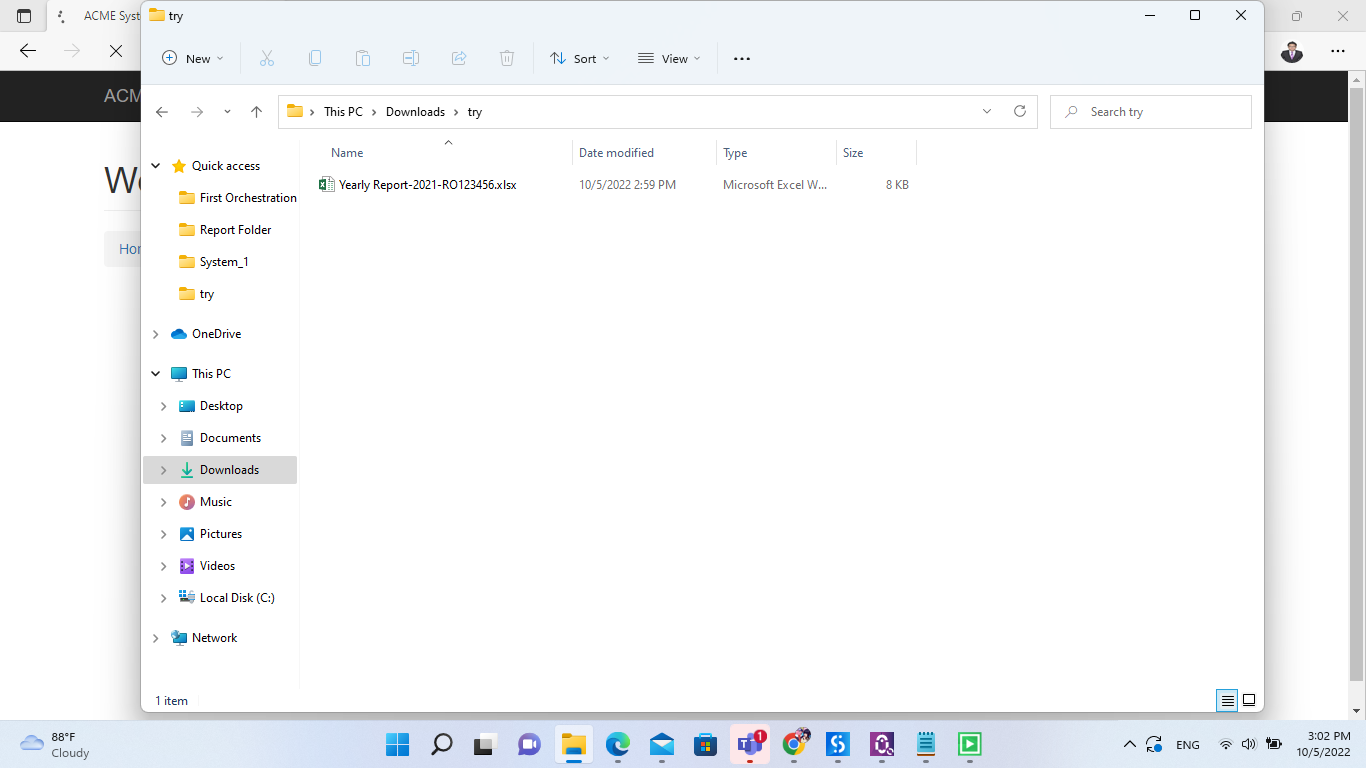 ACME Syst
try
New
Sort
View
ACM
This PC
Downloads
try
Search try
Name
Date modified
Type
Size
Quick access
Yearly Report-2021-RO123456.xlsx
10/5/2022 2:59 PM
Microsoft Excel W...
8 KB
First Orchestration
Report Folder
Hor
System_1
try
OneDrive
This PC
Desktop
Documents
Downloads
Music
Pictures
Videos
Local Disk (C:)
Network
1 item
88°F
Cloudy
1
ENG
3:02 PM
10/5/2022